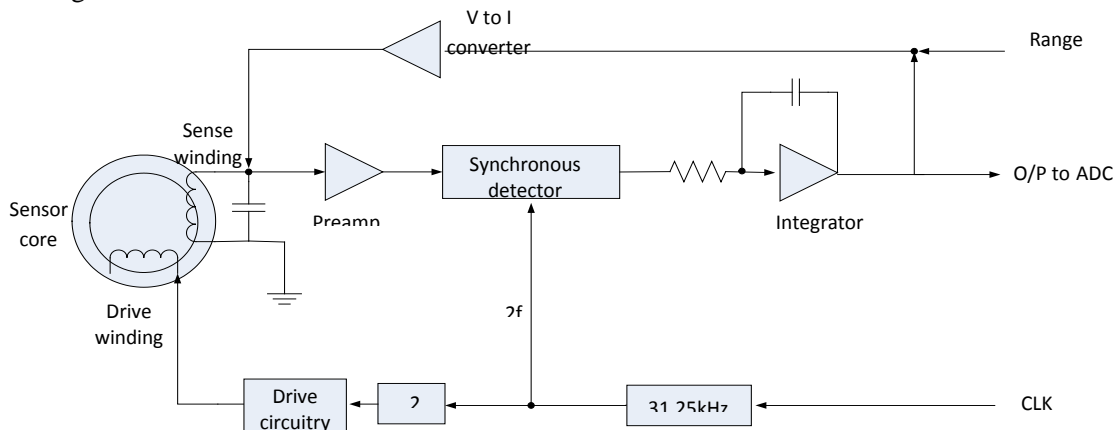 V to I
converter
Range
Sense
winding
Synchronous
detector
O/P to ADC
Sensor
core
Preamp
Integrator
Drive
winding
2f
Drive
circuitry
2
31.25kHz
CLK